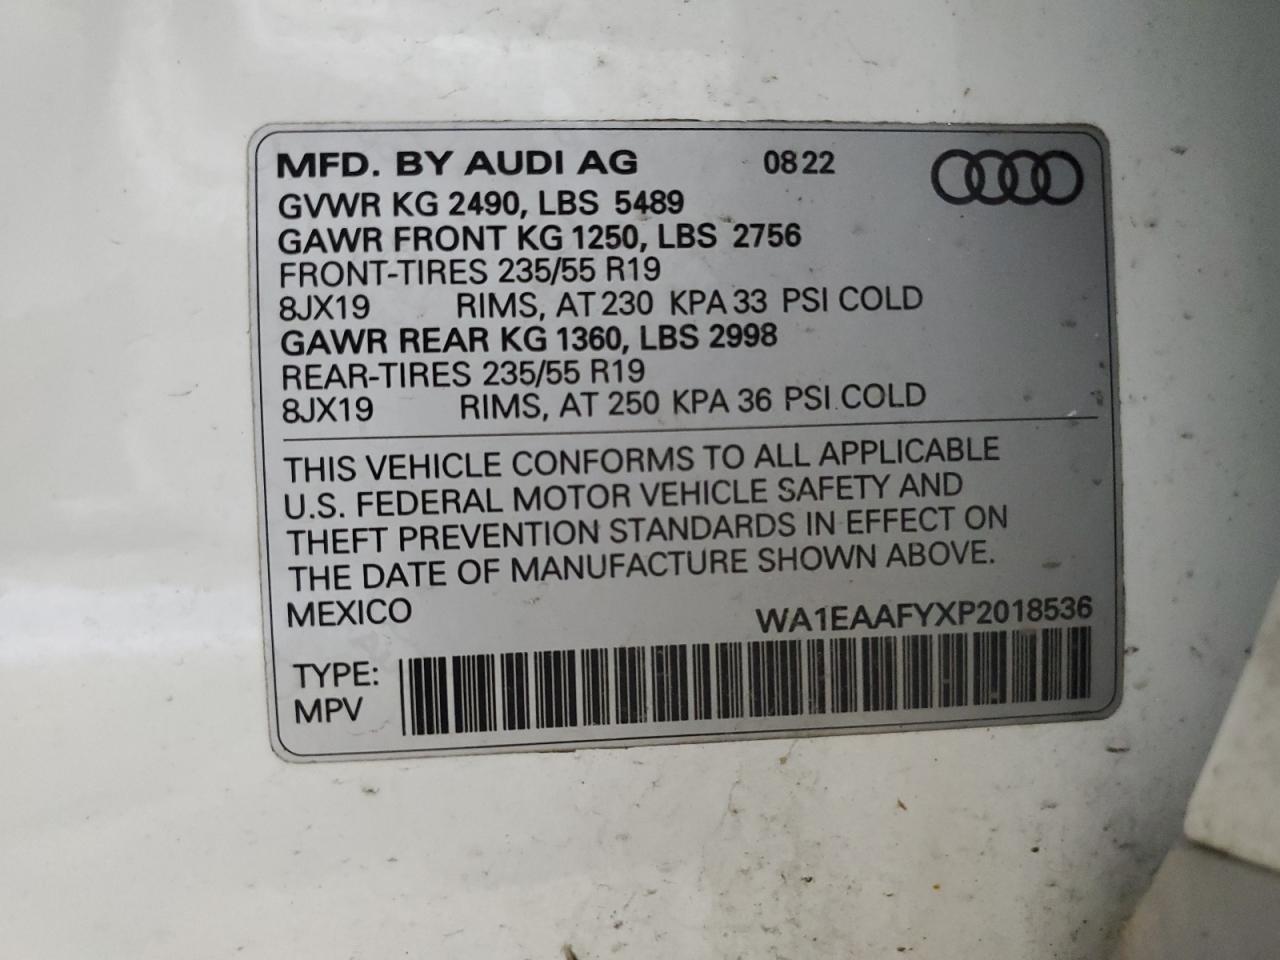 MFD. BY AUDI AG 0822
GVWR KG 2490, LBS 5489
GAWR FRONT KG 1250, LBS 2756
FRONT-TIRES 235/55 R19
8JX19 RIMS, AT 230 KPA 33 PSI COLD
GAWR REAR KG 1360, LBS 2998
REAR-TIRES 235/55 R19
8JX19 RIMS, AT 250 KPA 36 PSI COLD
THIS VEHICLE CONFORMS TO ALL APPLICABLE
U.S. FEDERAL MOTOR VEHICLE SAFETY AND
THEFT PREVENTION STANDARDS IN EFFECT ON
THE DATE OF MANUFACTURE SHOWN ABOVE.
MEXICO WA1EAAFYXP2018536
TYPE:
MPV